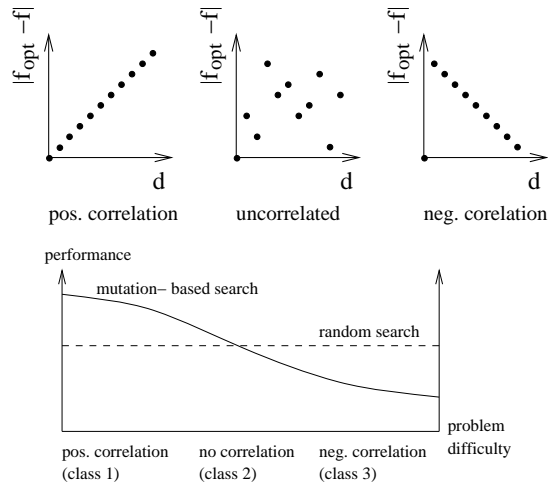 |f_opt −f|
d
pos. correlation
|f_opt −f|
d
uncorrelated
|f_opt −f|
d
neg. corelation
performance
mutation− based search
random search
problem
difficulty
pos. correlation
(class 1)
no correlation
(class 2)
neg. correlation
(class 3)